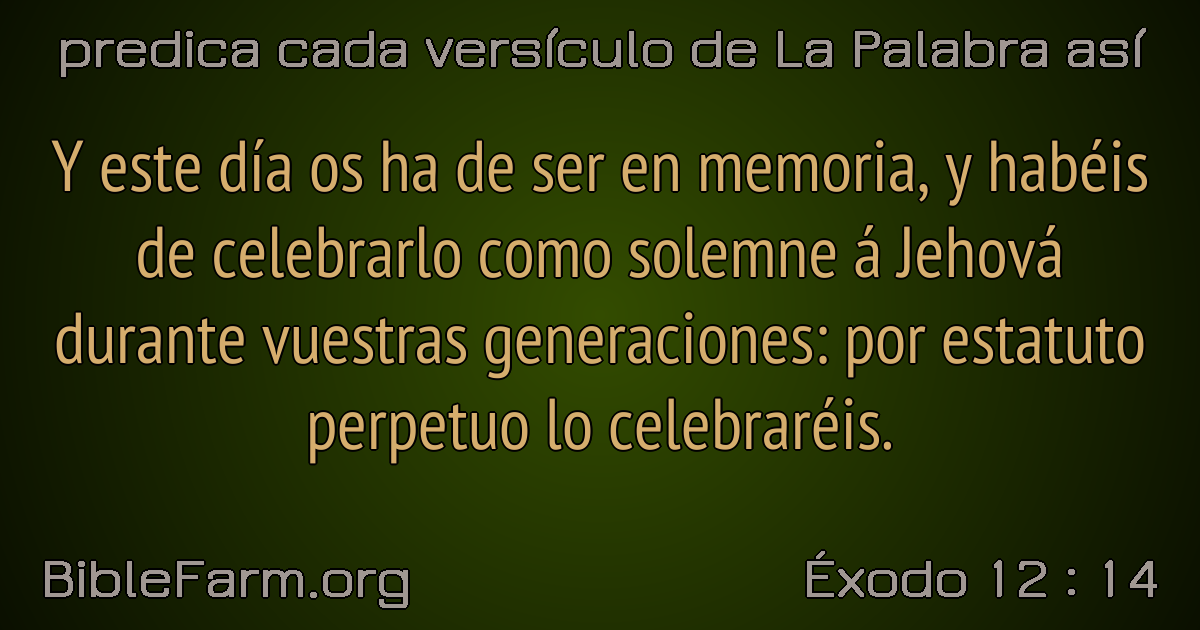 predica cada versículo de La Palabra así
Y este día os ha de ser en memoria, y habéis
de celebrarlo como solemne á Jehová
durante vuestras generaciones: por estatuto
perpetuo lo celebraréis.
BibleFarm.org
Éxodo 12 : 14